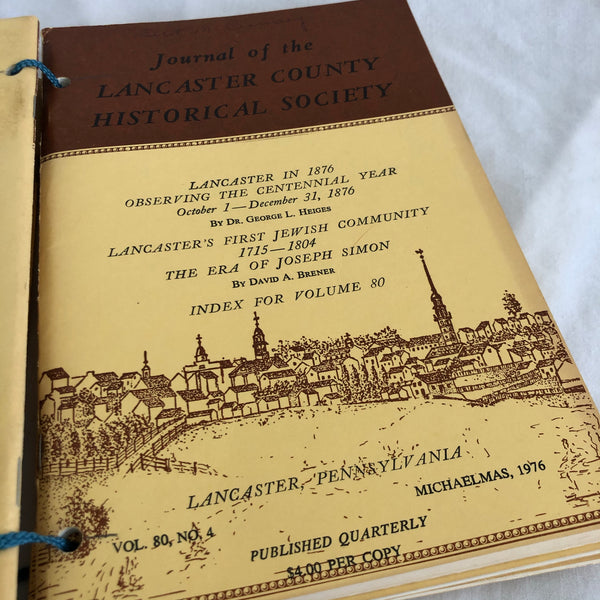 Journal of the
LANCASTER COUNTY
HISTORICAL SOCIETY
LANCASTER IN 1876
OBSERVING THE CENTENNIAL YEAR
October 1—December 31, 1876
BY DR. GEORGE L. HEIGES
LANCASTER'S FIRST JEWISH COMMUNITY
1715—1804
THE ERA OF JOSEPH SIMON
BY DAVID A. BRENER
INDEX FOR VOLUME 80
LANCASTER, PENNSYLVANIA
MICHAELMAS, 1976
VOL. 80, NO. 4
PUBLISHED QUARTERLY
$4.00 PER COPY